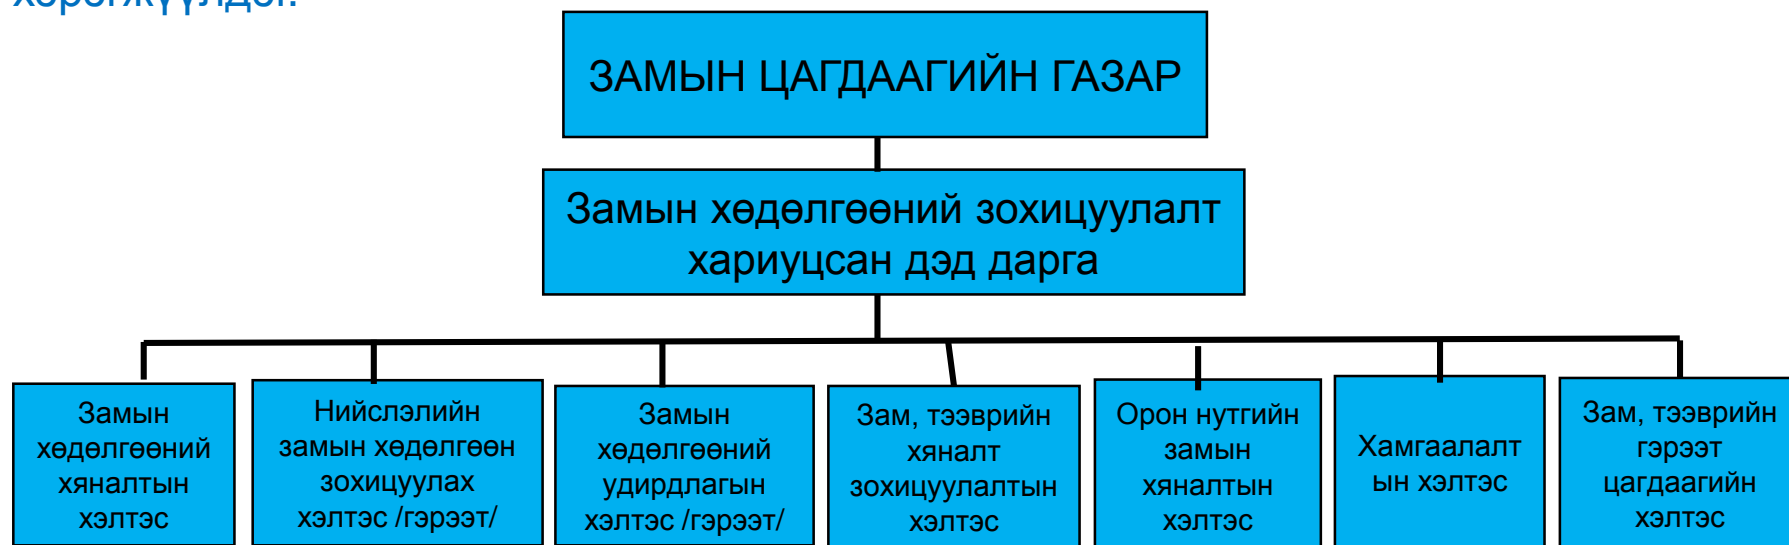 хэрэгжүүлдэг.
ЗАМЫН ЦАГДААГИЙН ГАЗАР
Замын хөдөлгөөний зохицуулалт
хариуцсан дэд дарга
Замын
хөдөлгөөний
хяналтын
хэлтэс
Нийслэлийн
замын хөдөлгөөн
зохицуулах
хэлтэс /гэрээт/
Замын
хөдөлгөөний
удирдлагын
хэлтэс /гэрээт/
Зам, тээврийн
хяналт
зохицуулалтын
хэлтэс
Орон нутгийн
замын
хяналтын
хэлтэс
Хамгаалалт
ын хэлтэс
Зам, тээврийн
гэрээт
цагдаагийн
хэлтэс